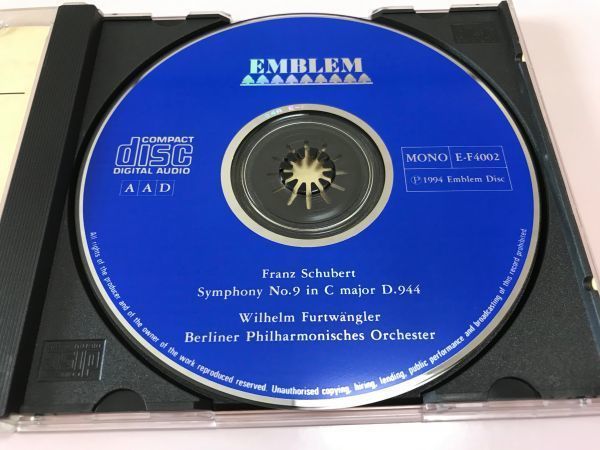 EMBLEM
COMPACT
disc
DIGITAL AUDIO
AAD
MONO E-F4002
Ⓟ1994 Emblem Disc
Franz Schubert
Symphony No.9 in C major D.944
Wilhelm Furtwängler
Berliner Philharmonisches Orchester
All rights of the producer and of the owner of the work reproduced reserved. Unauthorised copying, hiring, lending, public performance and broadcasting of this record prohibited